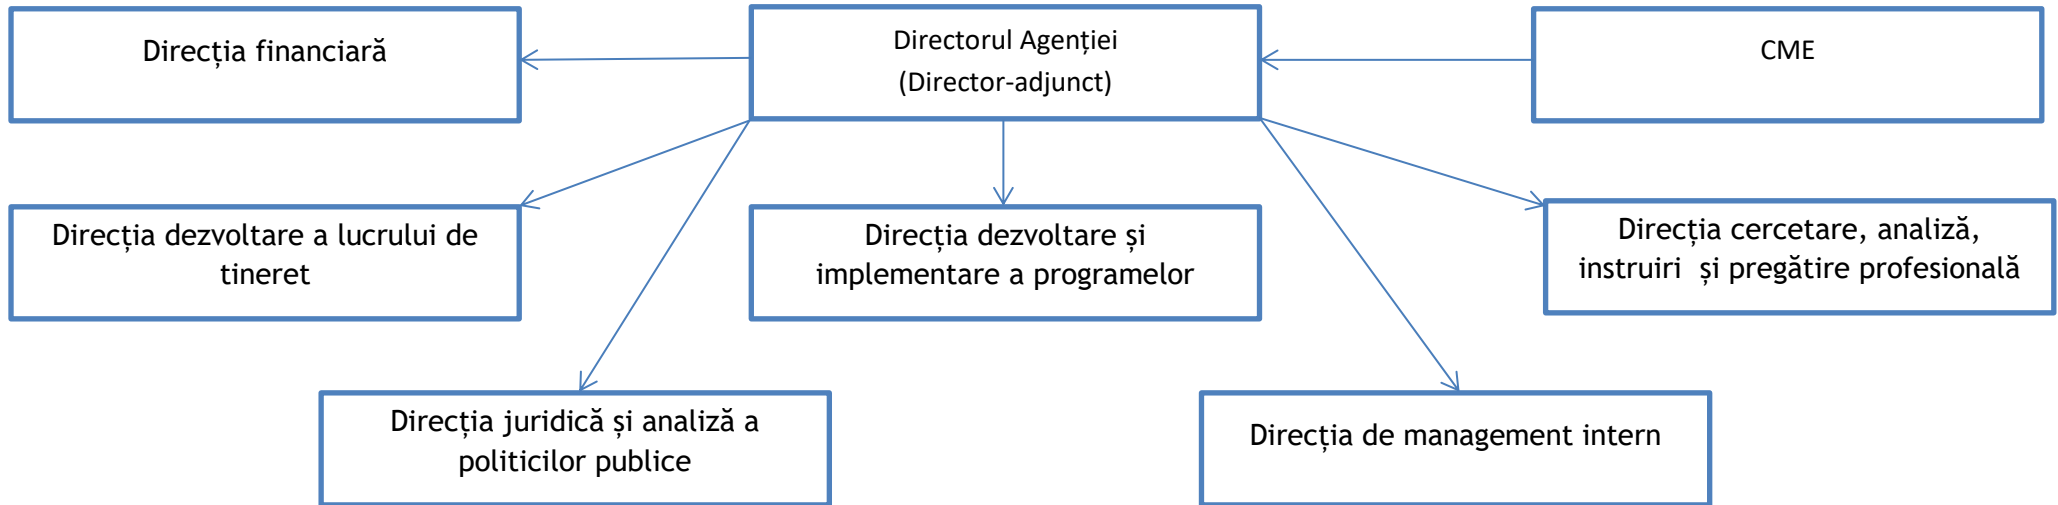 Direcția financiară
Directorul Agenției
(Director-adjunct)
CME
Direcția dezvoltare a lucrului de
tineret
Direcția dezvoltare și
implementare a programelor
Direcția cercetare, analiză,
instruiri  și pregătire profesională
Direcția juridică și analiză a
politicilor publice
Direcția de management intern